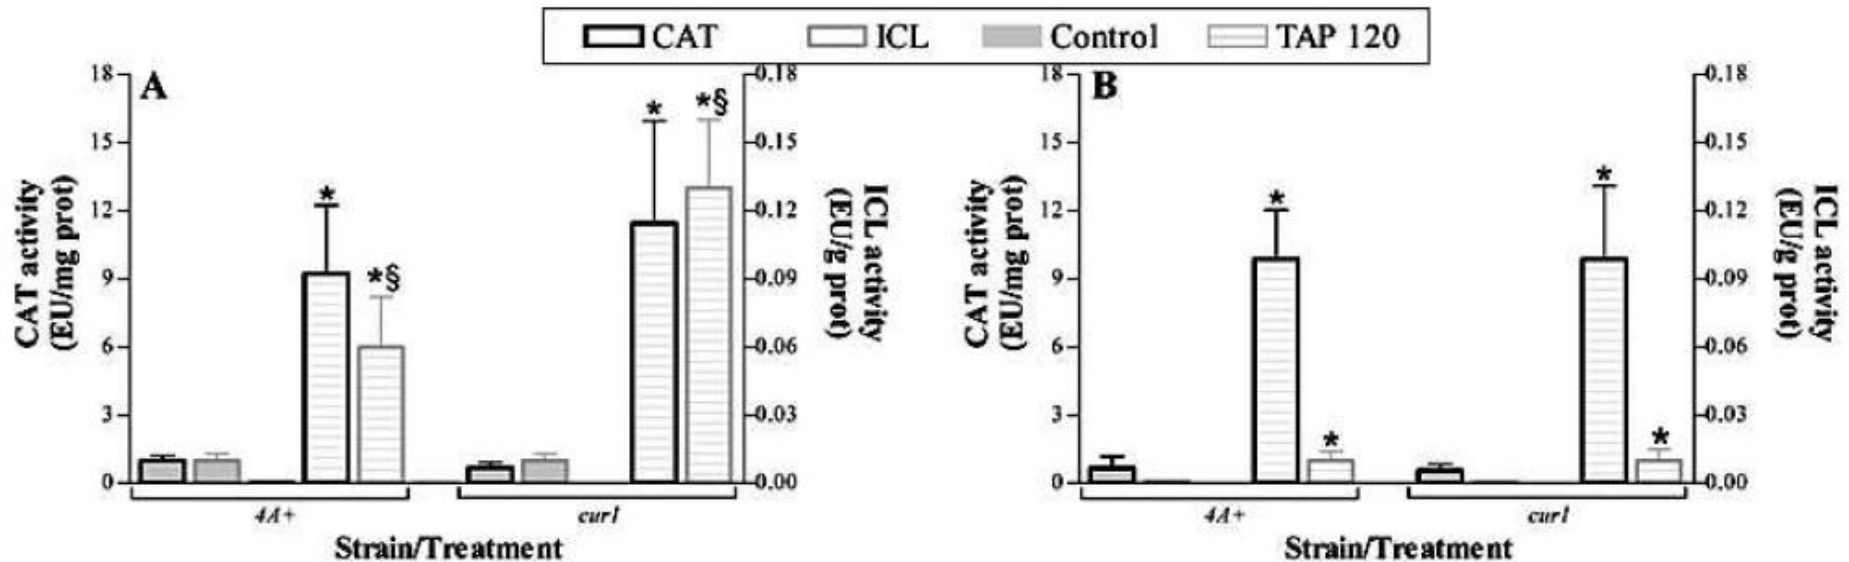 CAT ICL Control TAP 120
A
18
15
12
9
6
3
0
CAT activity
(EU/mg prot)
* *§ * *§
0.18
0.15
0.12
0.09
0.06
0.03
0.00
ICL activity
(EU/g prot)
4A+ cur1
Strain/Treatment
B
18
15
12
9
6
3
0
CAT activity
(EU/mg prot)
* * * *
0.18
0.15
0.12
0.09
0.06
0.03
0.00
ICL activity
(EU/g prot)
4A+ cur1
Strain/Treatment